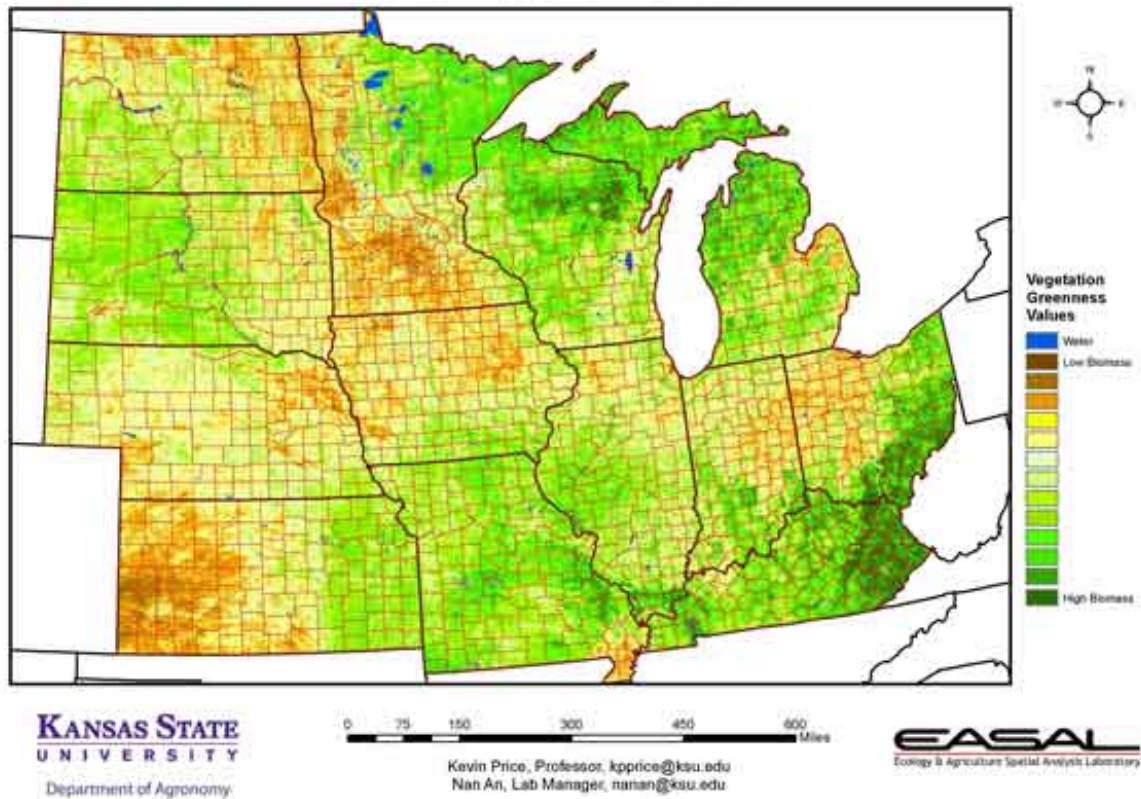 N
W
E
S
Vegetation
Greenness
Values
Water
Low Biomass
High Biomass
KANSAS STATE
UNIVERSITY
Department of Agronomy
0 75 150 300 450 600
Miles
Kevin Price, Professor, kpprice@ksu.edu
Nan An, Lab Manager, nanan@ksu.edu
EASAL
Ecology & Agriculture Spatial Analysis Laboratory